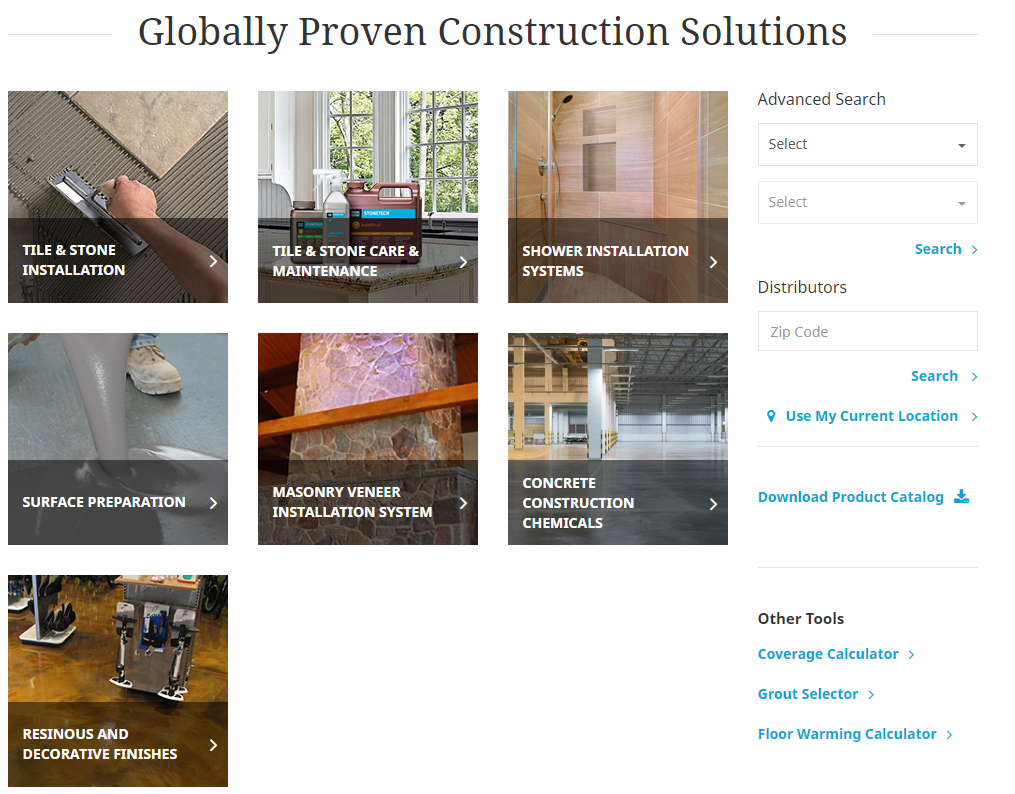 Globally Proven Construction Solutions
STONETECH
TILE & STONE
INSTALLATION
TILE & STONE CARE &
MAINTENANCE
SHOWER INSTALLATION
SYSTEMS
SURFACE PREPARATION
MASONRY VENEER
INSTALLATION SYSTEM
CONCRETE
CONSTRUCTION
CHEMICALS
RESINOUS AND
DECORATIVE FINISHES
Advanced Search
Select
Select
Search
Distributors
Zip Code
Search
Use My Current Location
Download Product Catalog
Other Tools
Coverage Calculator
Grout Selector
Floor Warming Calculator